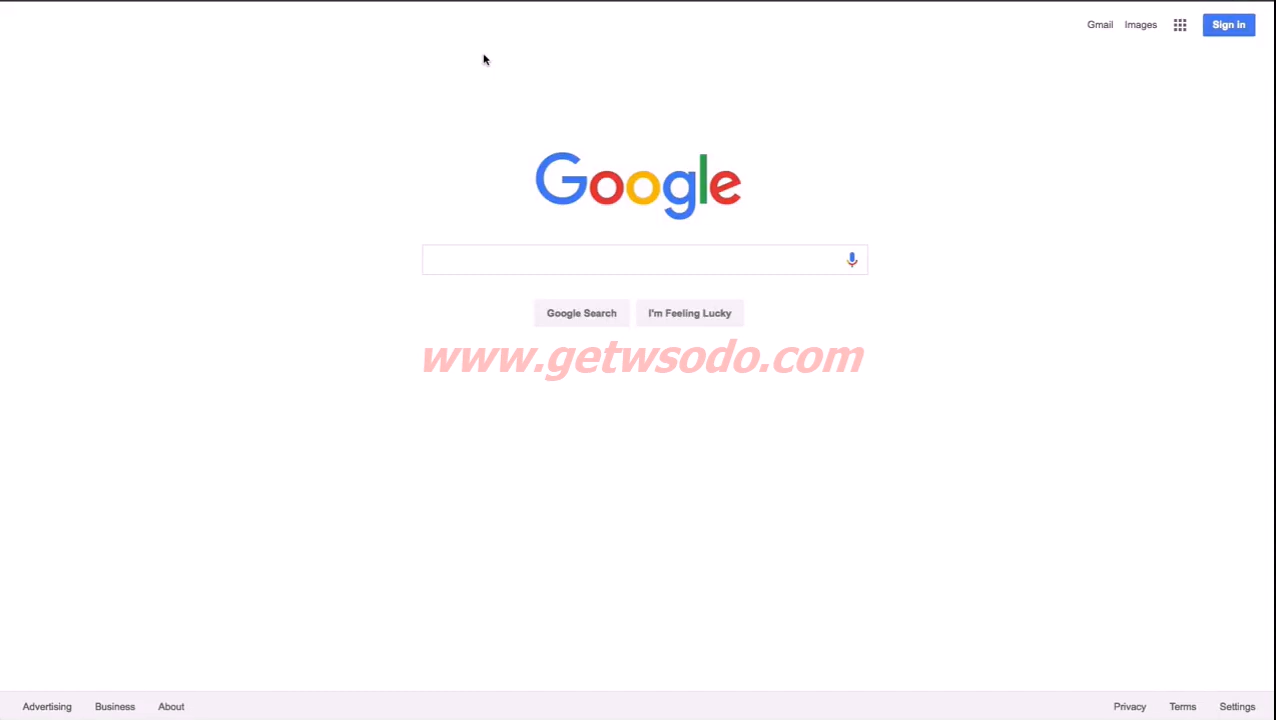 Gmail Images Sign in
Google
Google Search I'm Feeling Lucky
www.getwsodo.com
Advertising Business About Privacy Terms Settings